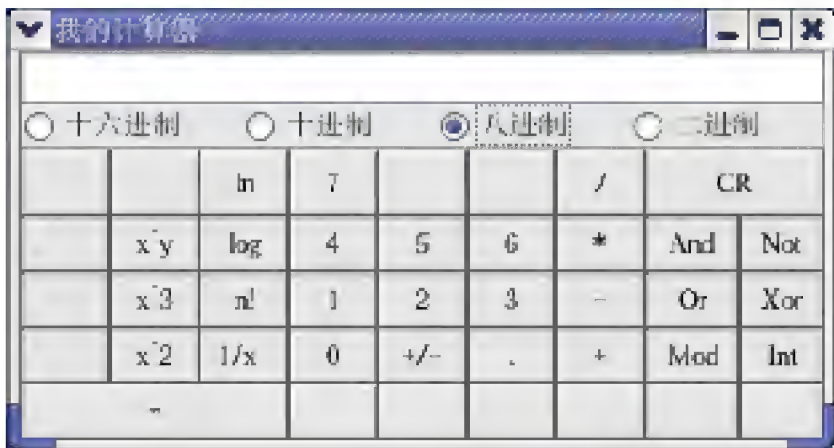 我的计算器
十六进制 十进制 八进制 二进制
ln 7 / CR
x^y log 4 5 6 * And Not
x^3 n! 1 2 3 - Or Xor
x^2 1/x 0 +/- . + Mod Int